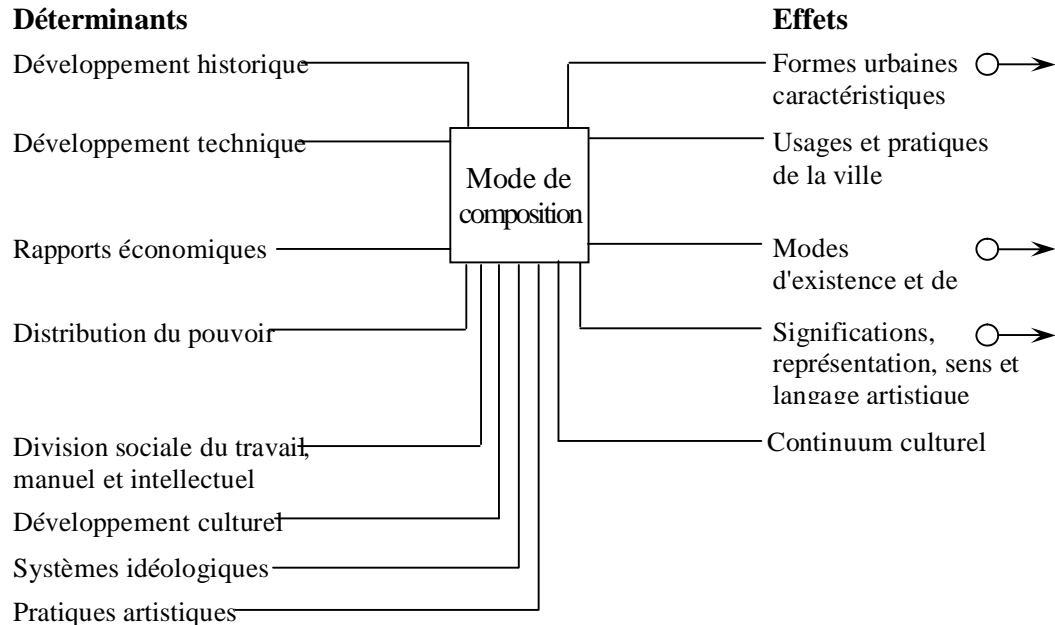 Déterminants
Développement historique
Développement technique
Rapports économiques
Distribution du pouvoir
Division sociale du travail,
manuel et intellectuel
Développement culturel
Systèmes idéologiques
Pratiques artistiques
Mode de
composition
Effets
Formes urbaines
caractéristiques
Usages et pratiques
de la ville
Modes
d'existence et de
Significations,
représentation, sens et
langage artistique
Continuum culturel